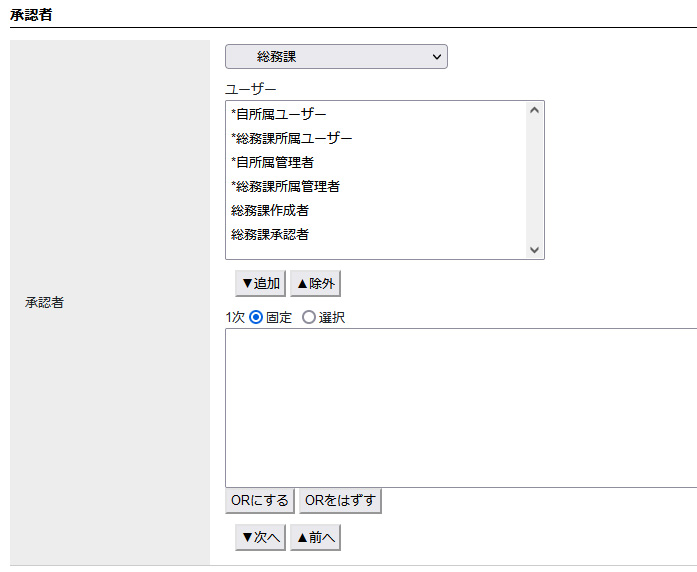 承認者
総務課
ユーザー
*自所属ユーザー
*総務課所属ユーザー
*自所属管理者
*総務課所属管理者
総務課作成者
総務課承認者
▼追加 ▲除外
承認者
1次 固定 選択
ORにする ORをはずす
▼次へ ▲前へ